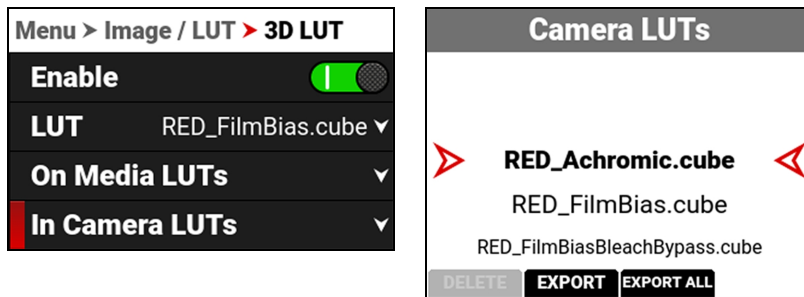 Menu > Image / LUT > 3D LUT
Enable
LUT RED_FilmBias.cube
On Media LUTs
In Camera LUTs
Camera LUTs
RED_Achromic.cube
RED_FilmBias.cube
RED_FilmBiasBleachBypass.cube
DELETE EXPORT EXPORT ALL